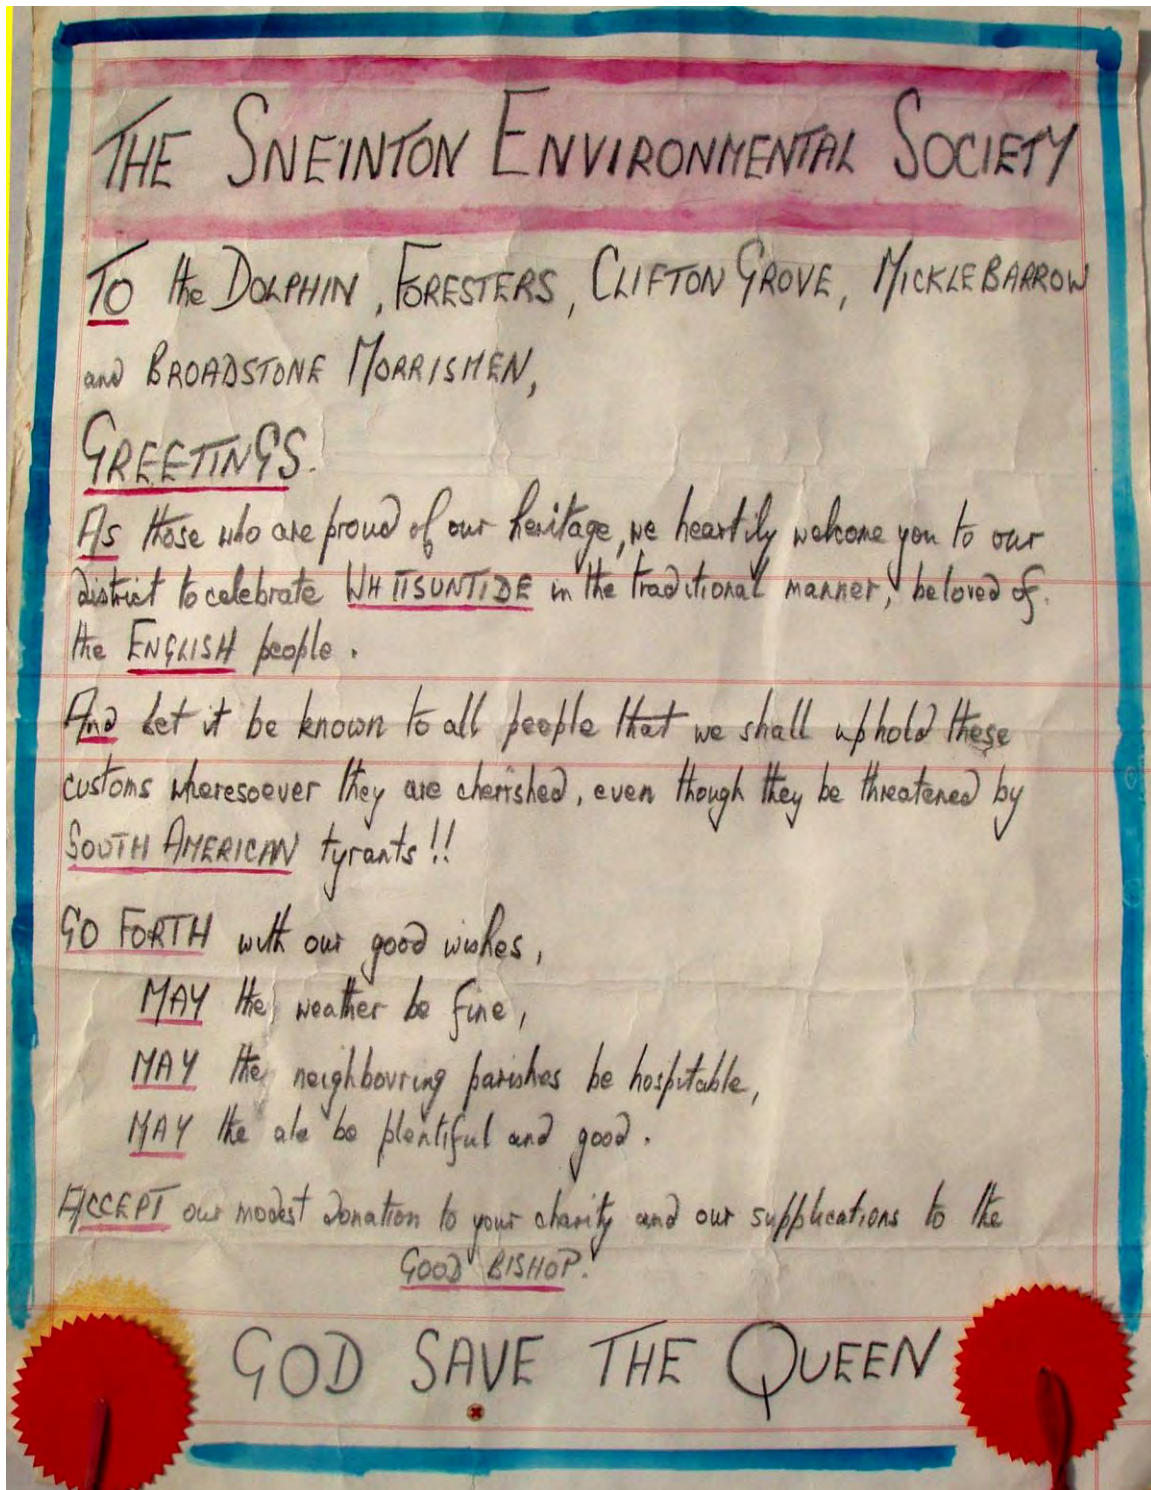 THE SNEINTON ENVIRONMENTAL SOCIETY
TO the DOLPHIN, FORESTERS, CLIFTON GROVE, MICKLEBARROW
and BROADSTONE MORRISMEN,
GREETINGS.
As those who are proud of our heritage, we heartily welcome you to our
district to celebrate WHITSUNTIDE in the traditional manner, beloved of
the ENGLISH people.
And let it be known to all people that we shall uphold these
customs wheresoever they are cherished, even though they be threatened by
SOUTH AMERICAN tyrants!!
GO FORTH with our good wishes,
MAY the weather be fine,
MAY the neighbouring parishes be hospitable,
MAY the ale be plentiful and good.
ACCEPT our modest donation to your charity and our supplications to the
GOOD BISHOP.
GOD SAVE THE QUEEN